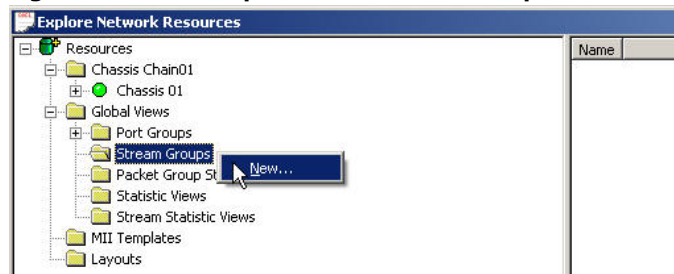 Explore Network Resources
Resources
Name
Chassis Chain01
Chassis 01
Global Views
Port Groups
Stream Groups
New...
Packet Group St
Statistic Views
Stream Statistic Views
MII Templates
Layouts